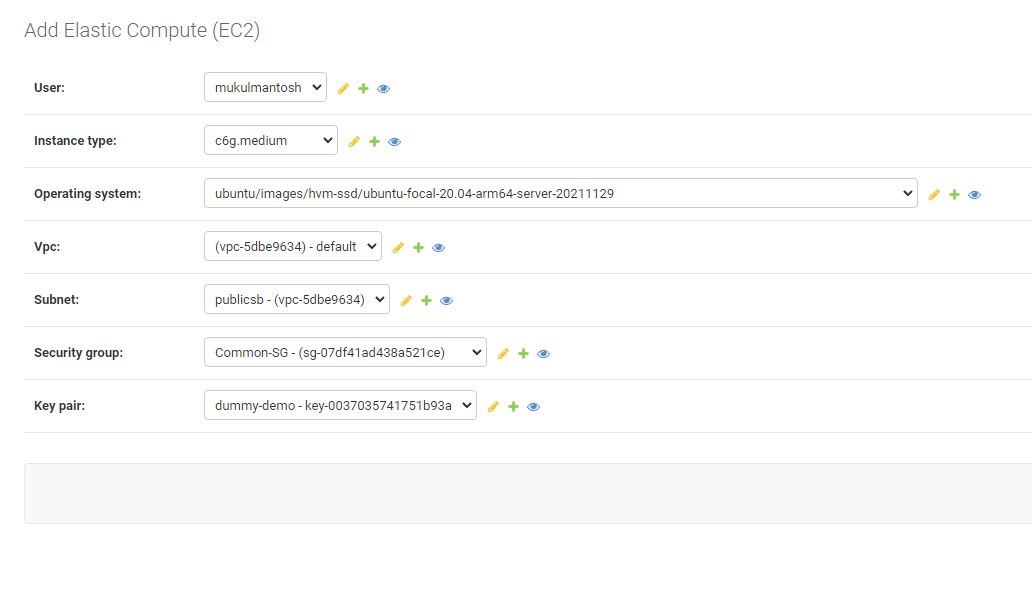 Add Elastic Compute (EC2)
User: mukulmantosh
Instance type: c6g.medium
Operating system: ubuntu/images/hvm-ssd/ubuntu-focal-20.04-arm64-server-20211129
Vpc: (vpc-5dbe9634) - default
Subnet: publicsb - (vpc-5dbe9634)
Security group: Common-SG - (sg-07df41ad438a521ce)
Key pair: dummy-demo - key-0037035741751b93a